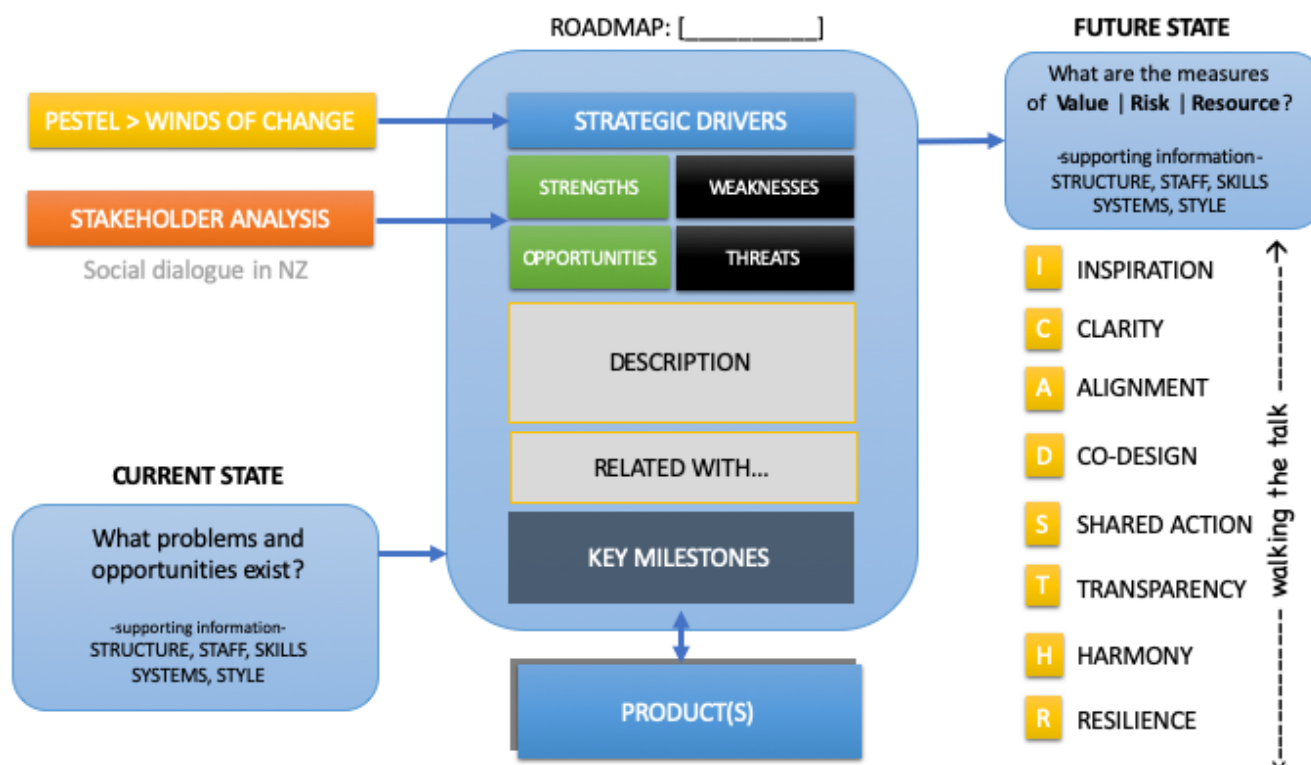 ROADMAP: [__________]
PESTEL > WINDS OF CHANGE
STAKEHOLDER ANALYSIS
Social dialogue in NZ
CURRENT STATE
What problems and
opportunities exist?
-supporting information-
STRUCTURE, STAFF, SKILLS
SYSTEMS, STYLE
STRATEGIC DRIVERS
STRENGTHS
WEAKNESSES
OPPORTUNITIES
THREATS
DESCRIPTION
RELATED WITH...
KEY MILESTONES
PRODUCT(S)
FUTURE STATE
What are the measures
of Value | Risk | Resource?
-supporting information-
STRUCTURE, STAFF, SKILLS
SYSTEMS, STYLE
I INSPIRATION
C CLARITY
A ALIGNMENT
D CO-DESIGN
S SHARED ACTION
T TRANSPARENCY
H HARMONY
R RESILIENCE
walking the talk